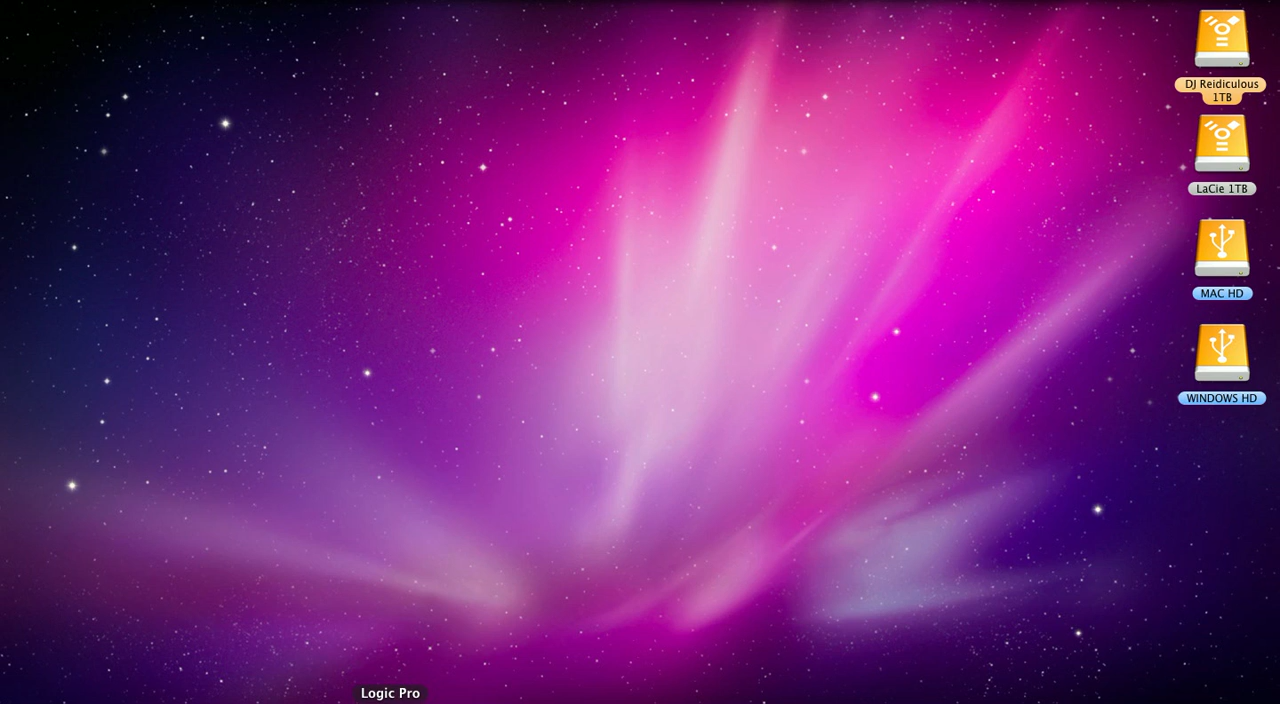 DJ Reidiculous
1TB
LaCie 1TB
MAC HD
WINDOWS HD
Logic Pro